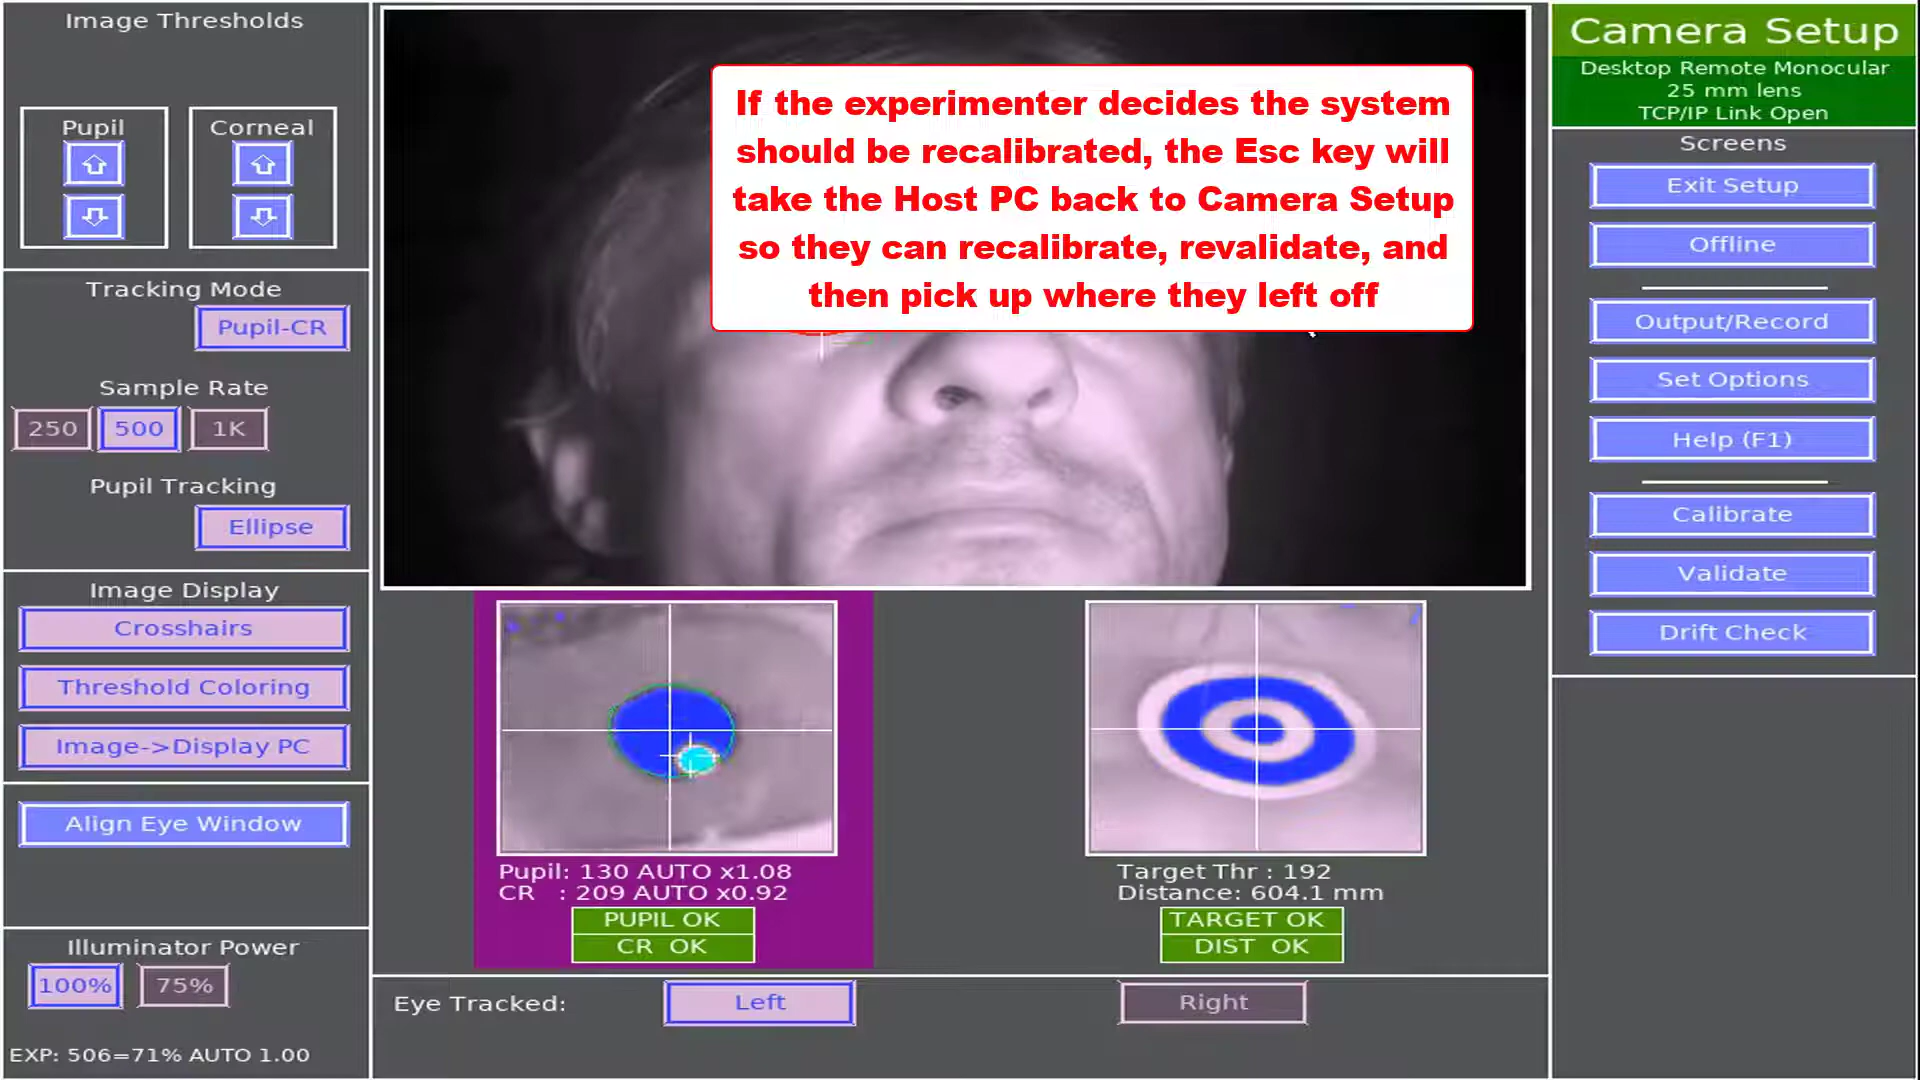 Image Thresholds
Pupil
Corneal
Tracking Mode
Pupil-CR
Sample Rate
250 500 1K
Pupil Tracking
Ellipse
Image Display
Crosshairs
Threshold Coloring
Image->Display PC
Align Eye Window
Illuminator Power
100% 75%
EXP: 506=71% AUTO 1.00
If the experimenter decides the system
should be recalibrated, the Esc key will
take the Host PC back to Camera Setup
so they can recalibrate, revalidate, and
then pick up where they left off
Pupil: 130 AUTO x1.08
CR : 209 AUTO x0.92
PUPIL OK
CR OK
Target Thr : 192
Distance: 604.1 mm
TARGET OK
DIST OK
Eye Tracked:
Left
Right
Camera Setup
Desktop Remote Monocular
25 mm lens
TCP/IP Link Open
Screens
Exit Setup
Offline
Output/Record
Set Options
Help (F1)
Calibrate
Validate
Drift Check